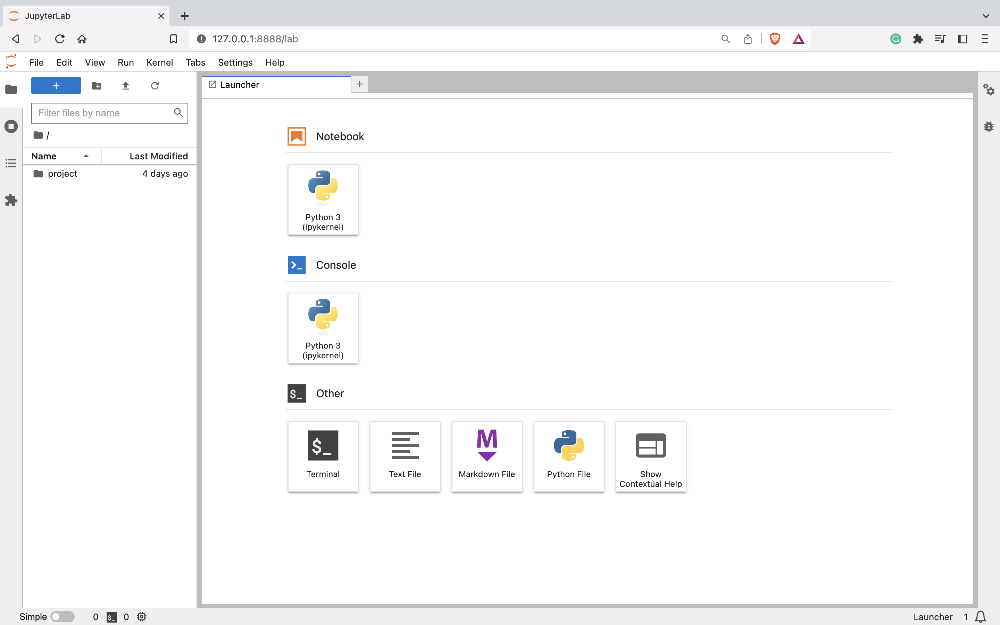 JupyterLab
127.0.0.1:8888/lab
File Edit View Run Kernel Tabs Settings Help
Launcher
Filter files by name
/
Name Last Modified
project 4 days ago
Notebook
Python 3
(ipykernel)
Console
Python 3
(ipykernel)
$_ Other
$_
Terminal
Text File
M
Markdown File
Python File
Show
Contextual Help
Simple 0 $_ 0 Launcher 1